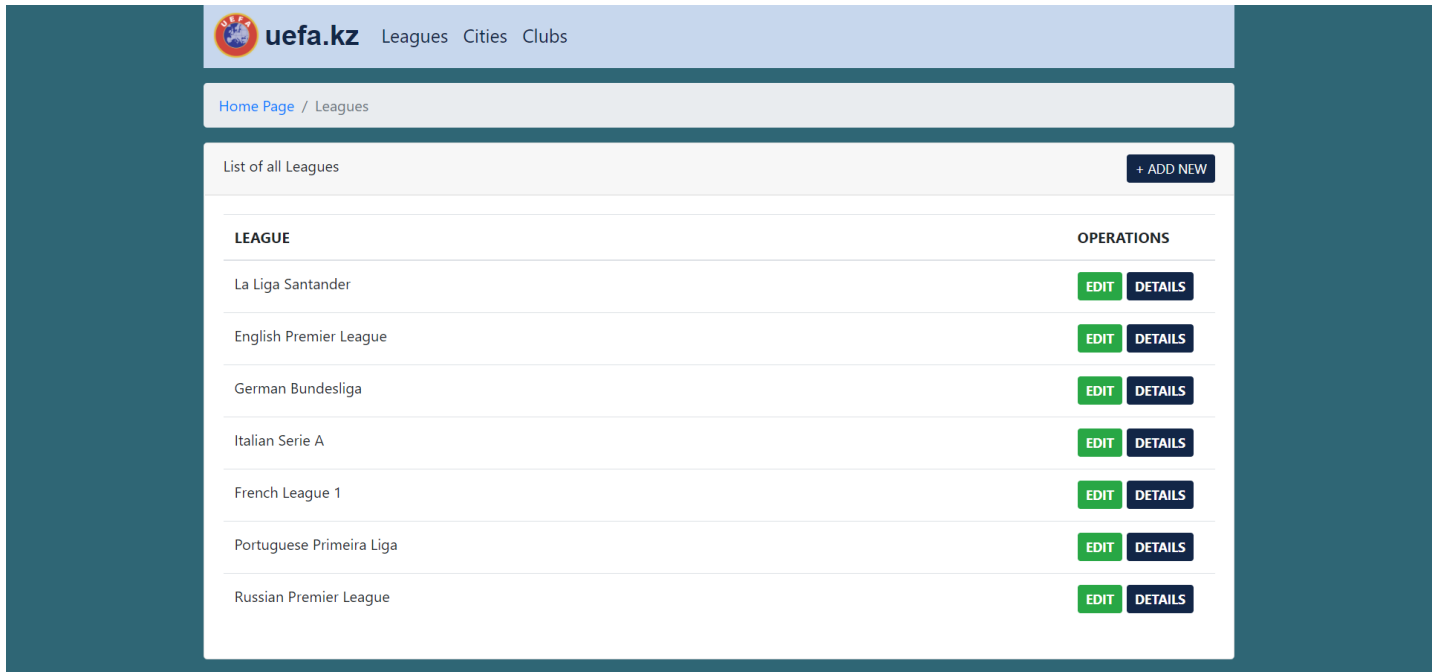 UEFA
uefa.kz Leagues Cities Clubs
Home Page / Leagues
List of all Leagues + ADD NEW
LEAGUE OPERATIONS
La Liga Santander EDIT DETAILS
English Premier League EDIT DETAILS
German Bundesliga EDIT DETAILS
Italian Serie A EDIT DETAILS
French League 1 EDIT DETAILS
Portuguese Primeira Liga EDIT DETAILS
Russian Premier League EDIT DETAILS